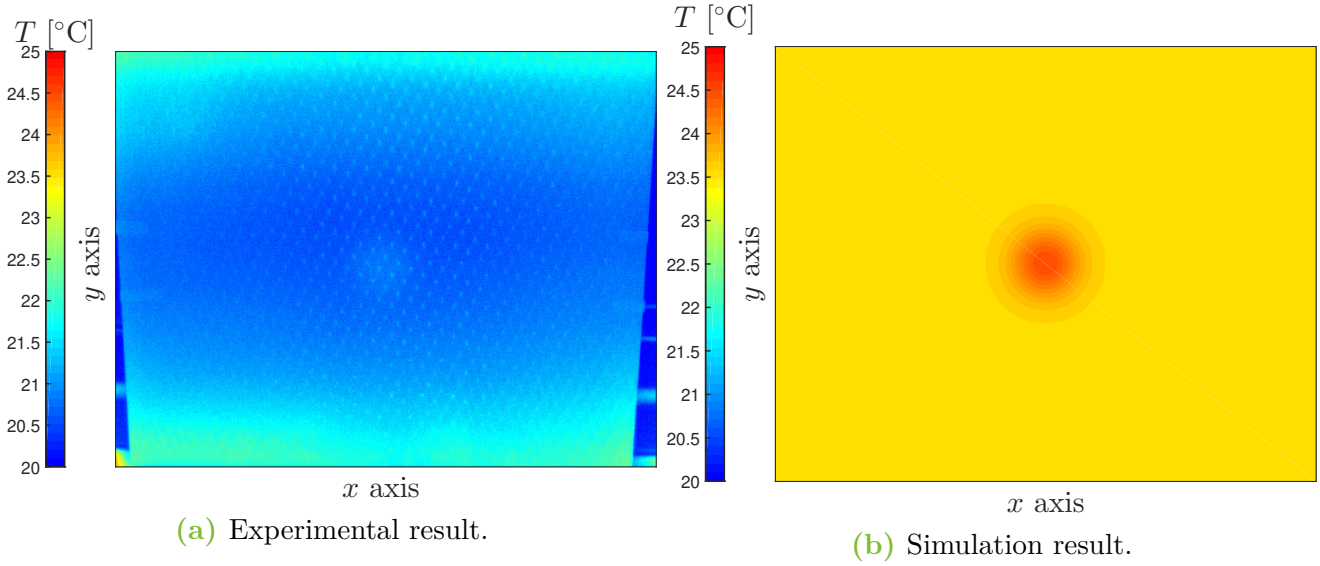 T [°C]
25
24.5
24
23.5
23
22.5
22
21.5
21
20.5
20
y axis
x axis
(a) Experimental result.
T [°C]
25
24.5
24
23.5
23
22.5
22
21.5
21
20.5
20
y axis
x axis
(b) Simulation result.